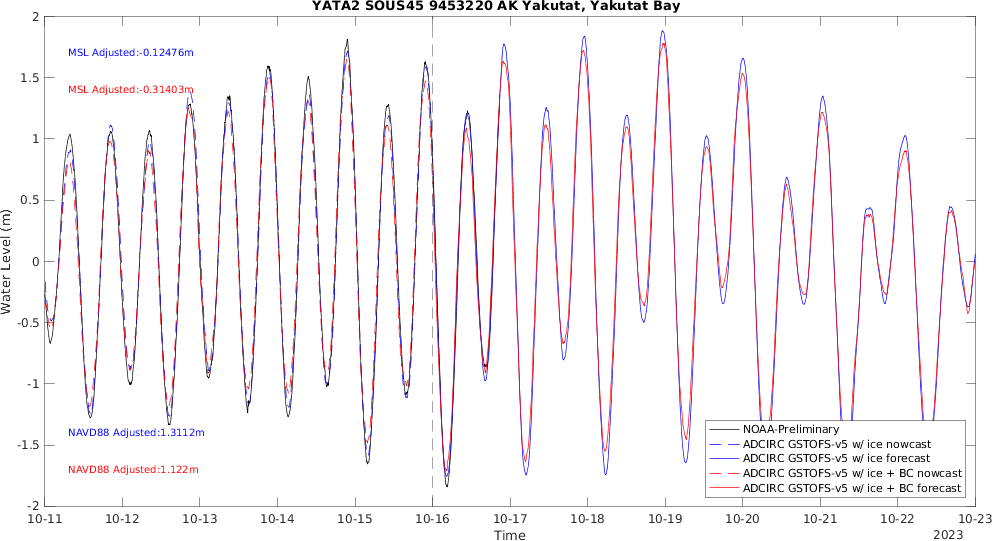 YATA2 SOUS45 9453220 AK Yakutat, Yakutat Bay
2
1.5
1
0.5
0
-0.5
-1
-1.5
-2
Water Level (m)
MSL Adjusted:-0.12476m
MSL Adjusted:-0.31403m
NAVD88 Adjusted:1.3112m
NAVD88 Adjusted:1.122m
NOAA-Preliminary
ADCIRC GSTOFS-v5 w/ ice nowcast
ADCIRC GSTOFS-v5 w/ ice forecast
ADCIRC GSTOFS-v5 w/ ice + BC nowcast
ADCIRC GSTOFS-v5 w/ ice + BC forecast
10-11 10-12 10-13 10-14 10-15 10-16 10-17 10-18 10-19 10-20 10-21 10-22 10-23
Time
2023